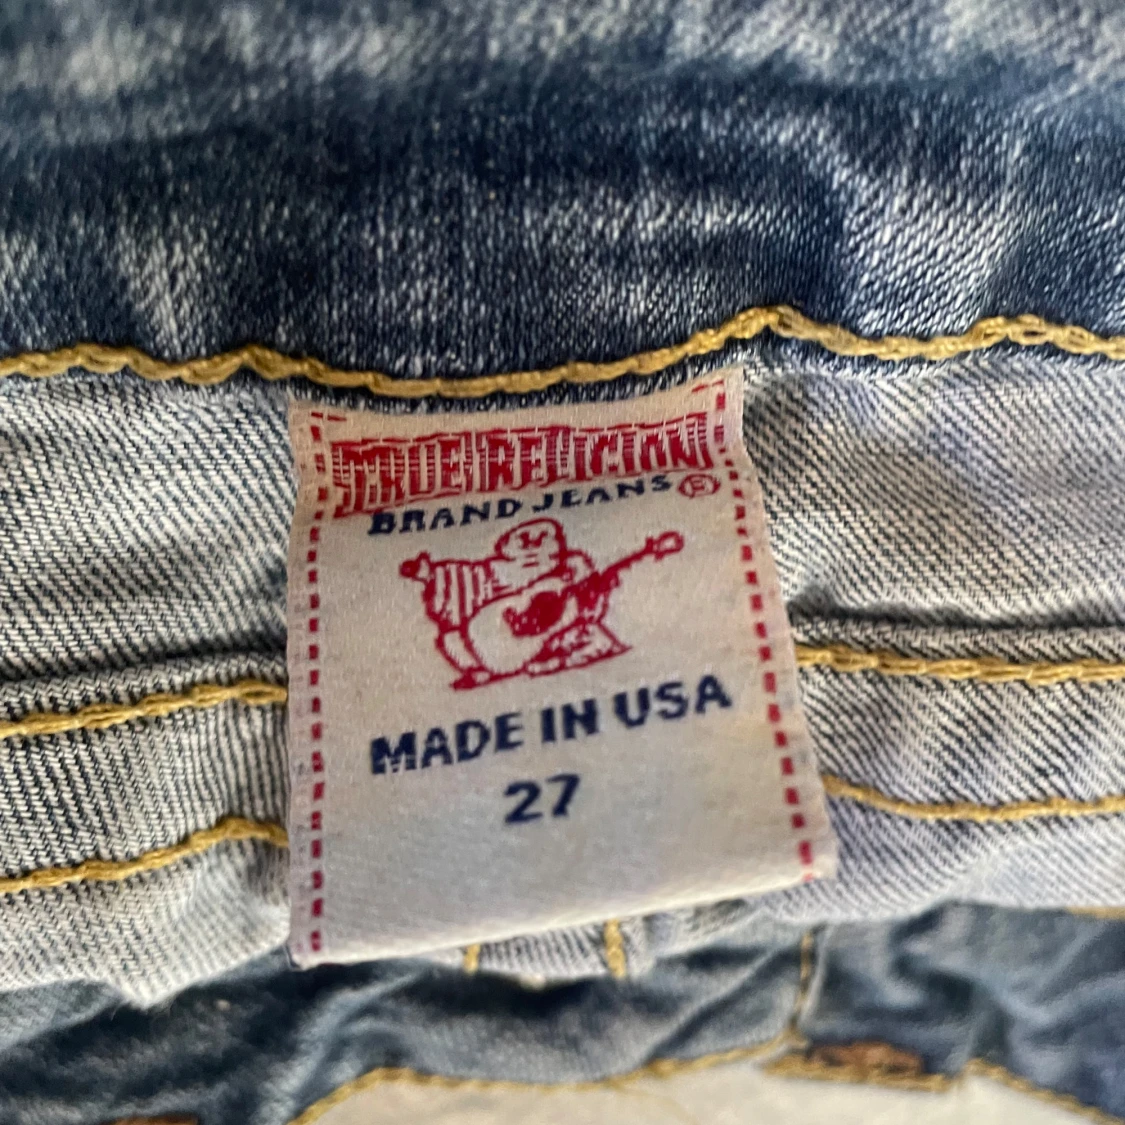 TRUE RELIGION
BRAND JEANS ®
MADE IN USA
27